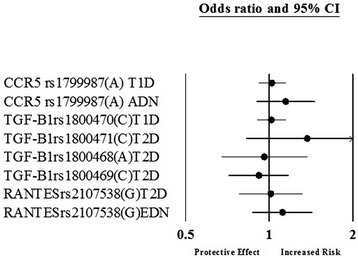 Odds ratio and 95% CI
CCR5 rs1799987(A) T1D
CCR5 rs1799987(A) ADN
TGF-B1rs1800470(C)T1D
TGF-B1rs1800471(C)T2D
TGF-B1rs1800468(A)T2D
TGF-B1rs1800469(C)T2D
RANTESrs2107538(G)T2D
RANTESrs2107538(G)EDN
0.5 1 2
Protective Effect Increased Risk